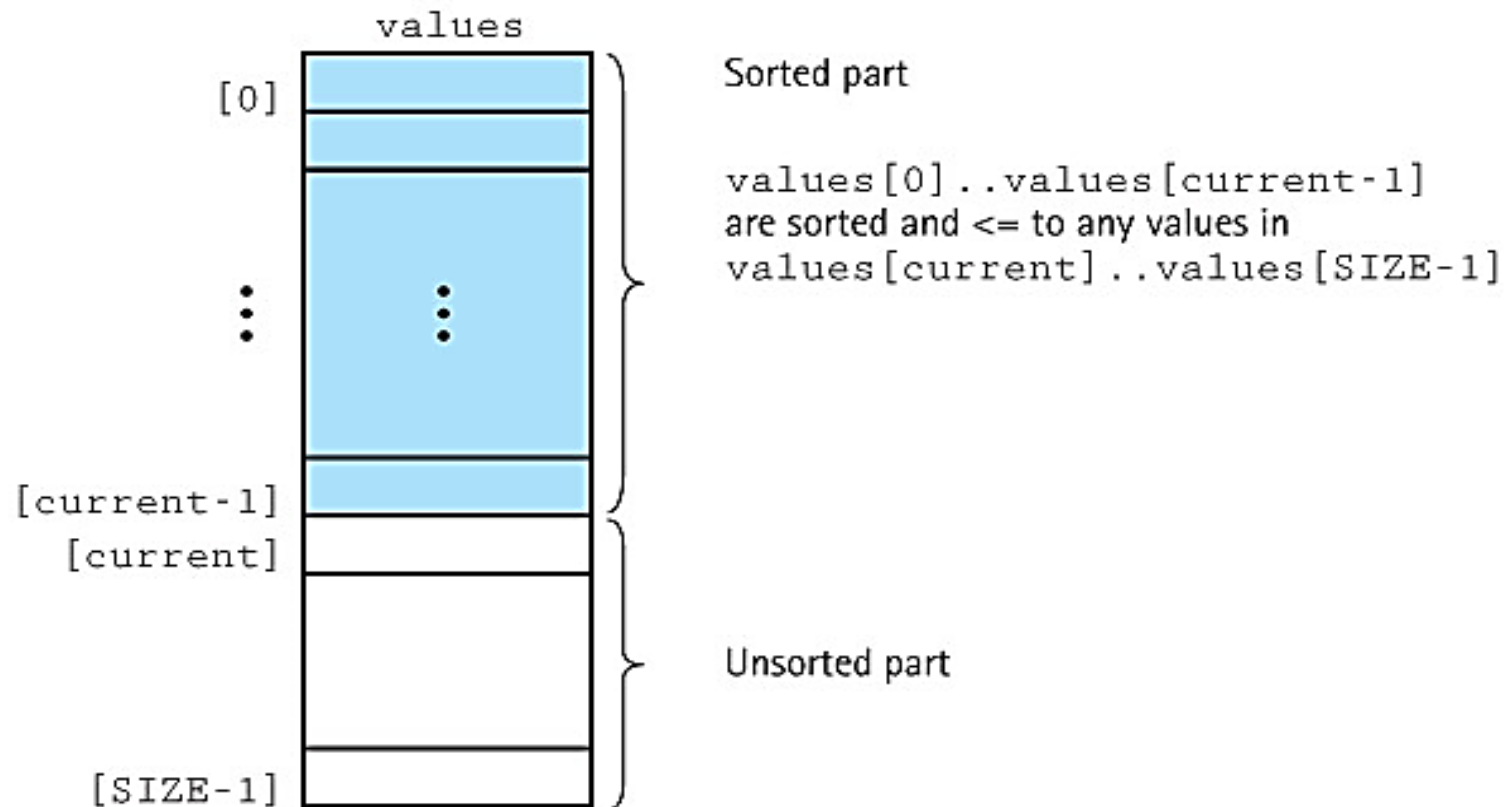 values
[0]
Sorted part
values[0]..values[current-1]
are sorted and <= to any values in
values[current]..values[SIZE-1]
[current-1]
[current]
Unsorted part
[SIZE-1]